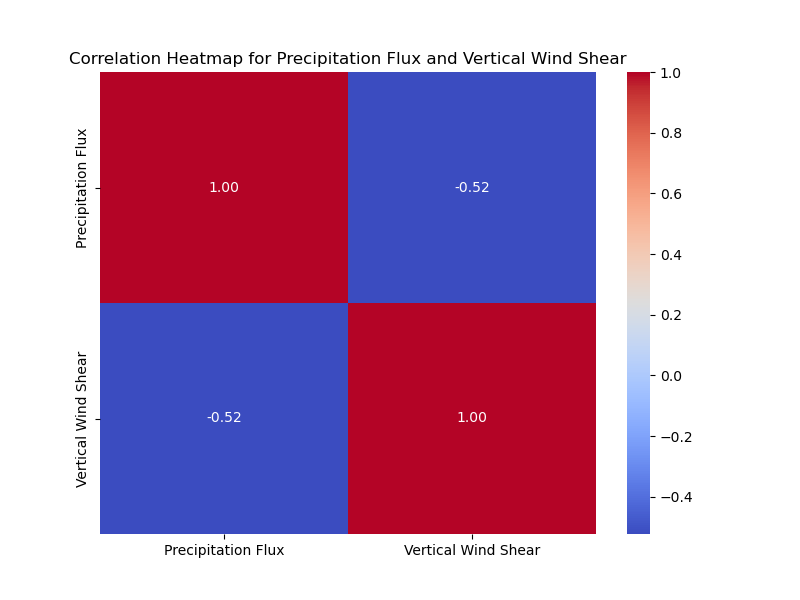 Correlation Heatmap for Precipitation Flux and Vertical Wind Shear
Precipitation Flux
Vertical Wind Shear
1.00
-0.52
-0.52
1.00
Precipitation Flux
Vertical Wind Shear
1.0
0.8
0.6
0.4
0.2
0.0
−0.2
−0.4